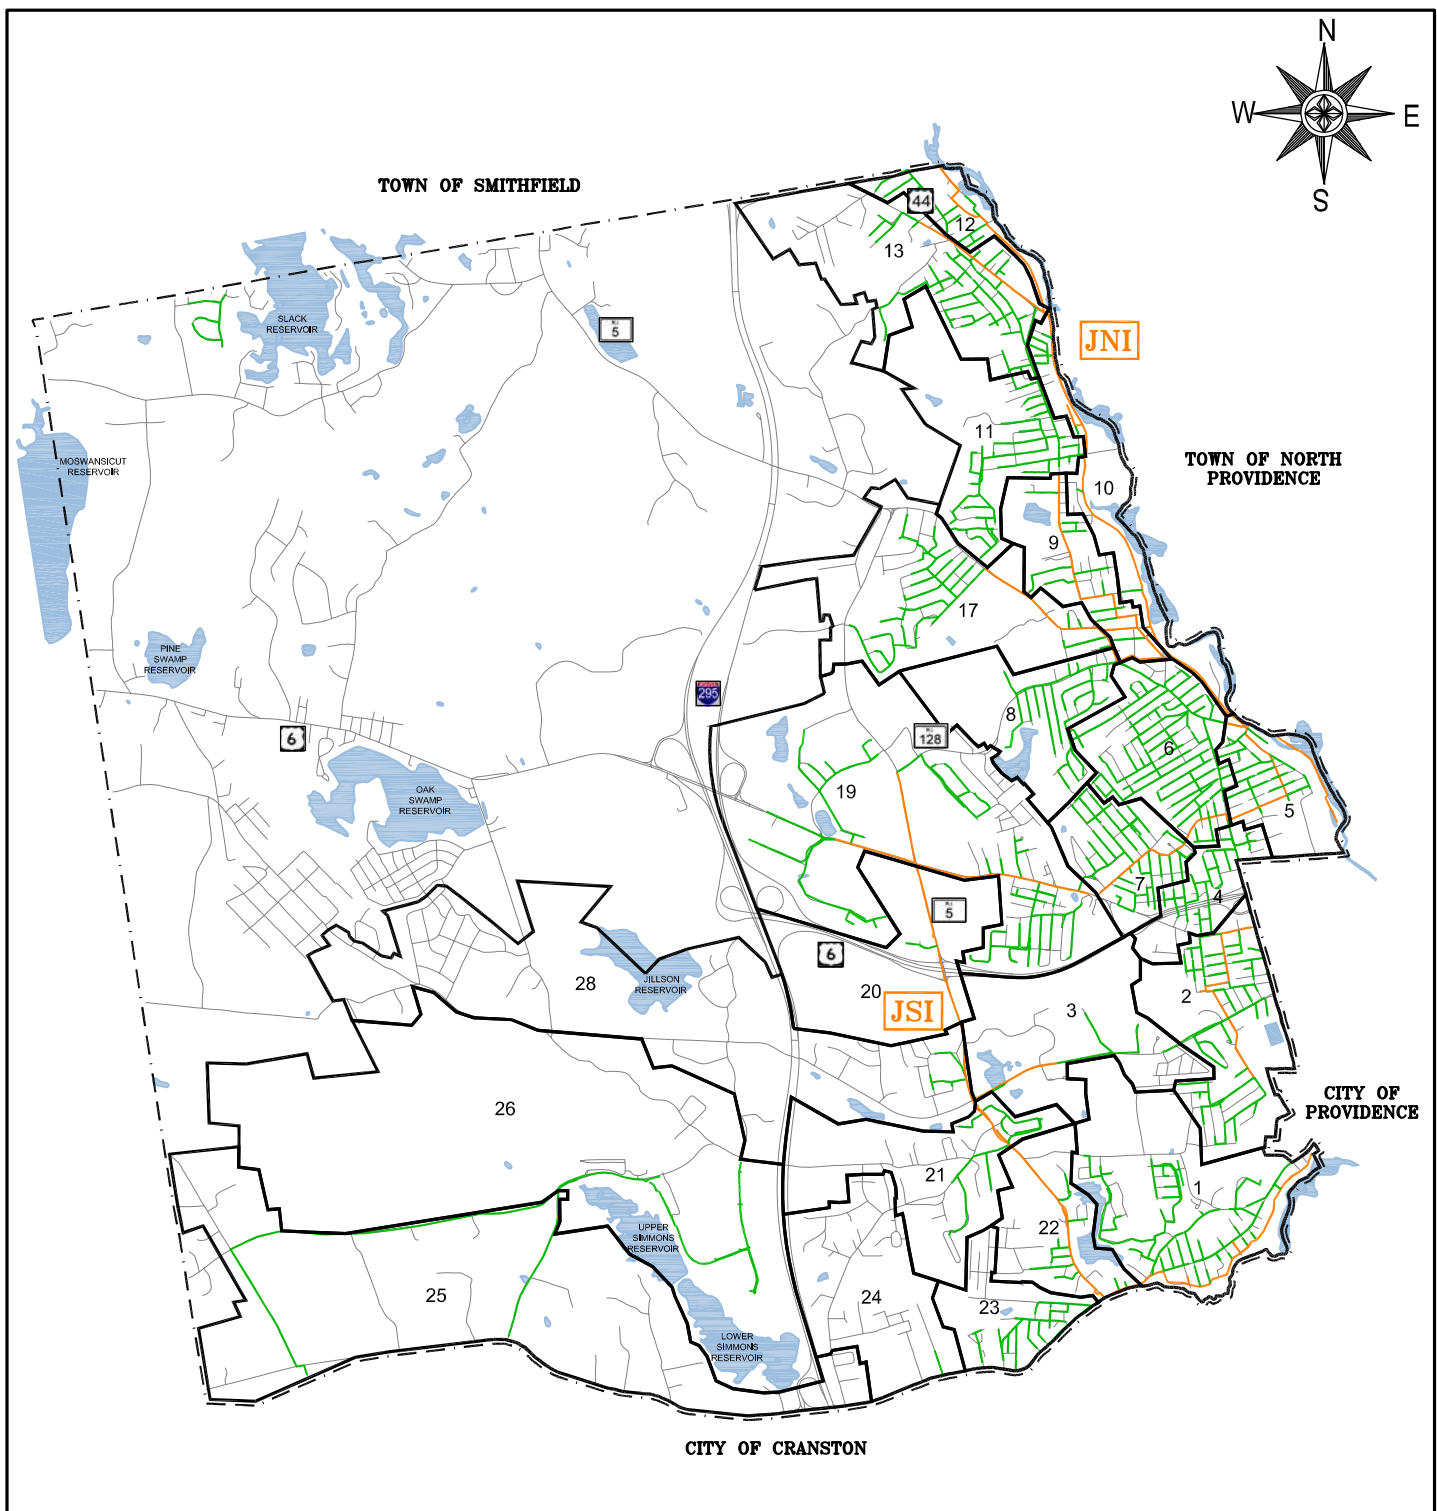 N
W
E
S
TOWN OF SMITHFIELD
44
12
13
SLACK
RESERVOIR
R.I.
5
JNI
MOSWANSICUT
RESERVOIR
11
TOWN OF NORTH
PROVIDENCE
10
9
17
PINE
SWAMP
RESERVOIR
295
8
6
R.I.
128
6
OAK
SWAMP
RESERVOIR
19
5
7
4
R.I.
5
6
28
JILLSON
RESERVOIR
20
JSI
2
3
26
CITY OF
PROVIDENCE
21
1
22
UPPER
SIMMONS
RESERVOIR
25
24
23
LOWER
SIMMONS
RESERVOIR
CITY OF CRANSTON